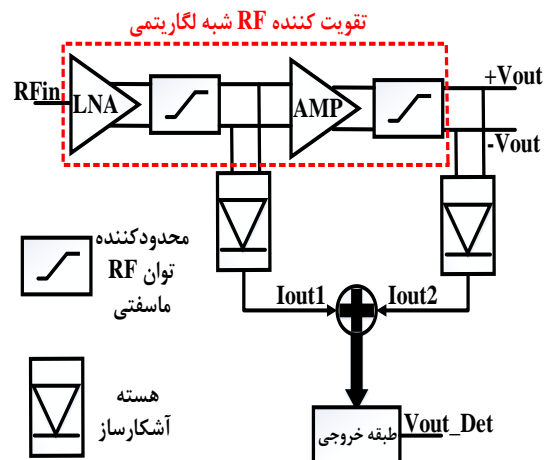 تقویت کننده RF شبه لگاریتمی
RFin
LNA
AMP
+Vout
-Vout
محدودکننده
توان RF
ماسفتی
Iout1
Iout2
هسته
آشکارساز
طبقه خروجی
Vout_Det